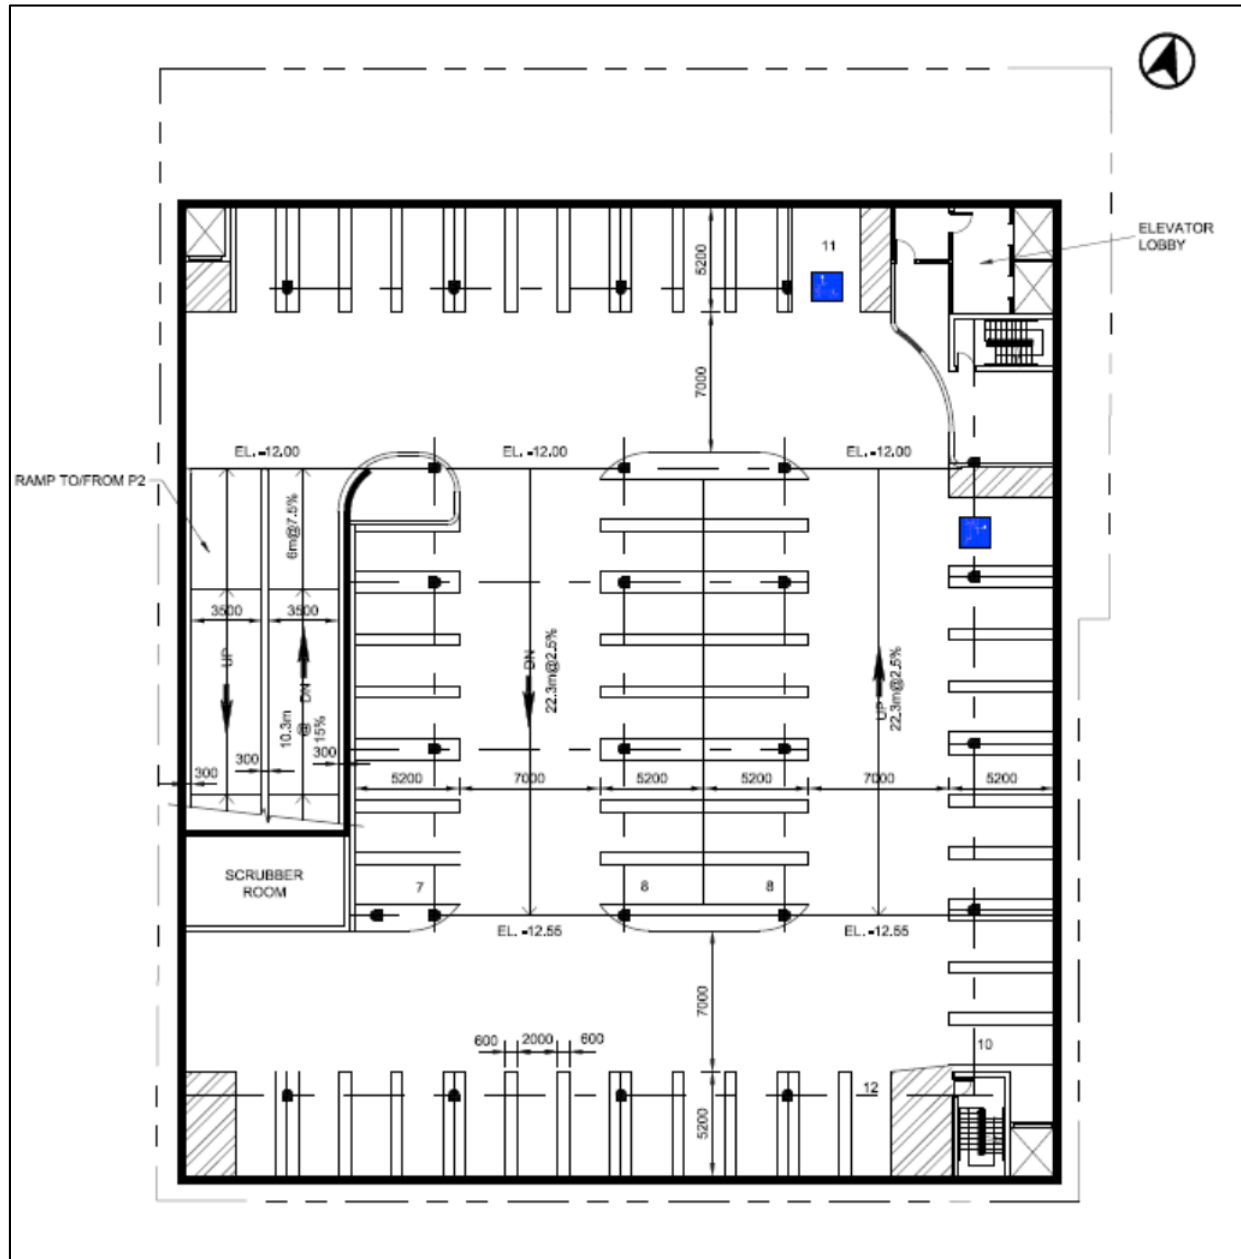 11
ELEVATOR
LOBBY
5200
7000
EL. -12.00
EL. -12.00
EL. -12.00
RAMP TO/FROM P2
6m@7.5%
3500
3500
UP
DN
10.3m
@
15%
300
300
300
DN
22.3m@2.5%
UP
22.3m@2.5%
5200
7000
5200
5200
7000
5200
SCRUBBER
ROOM
7
8
8
EL. -12.55
EL. -12.55
7000
600
2000
600
10
12
5200